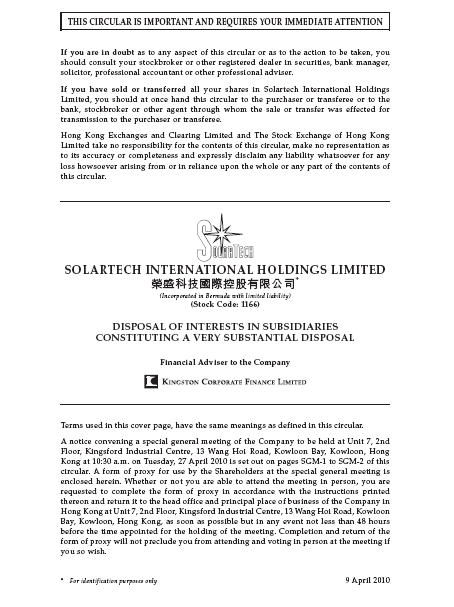 THIS CIRCULAR IS IMPORTANT AND REQUIRES YOUR IMMEDIATE ATTENTION
If you are in doubt as to any aspect of this circular or as to the action to be taken, you
should consult your stockbroker or other registered dealer in securities, bank manager,
solicitor, professional accountant or other professional adviser.
If you have sold or transferred all your shares in Solartech International Holdings
Limited, you should at once hand this circular to the purchaser or transferee or to the
bank, stockbroker or other agent through whom the sale or transfer was effected for
transmission to the purchaser or transferee.
Hong Kong Exchanges and Clearing Limited and The Stock Exchange of Hong Kong
Limited take no responsibility for the contents of this circular, make no representation as
to its accuracy or completeness and expressly disclaim any liability whatsoever for any
loss howsoever arising from or in reliance upon the whole or any part of the contents of
this circular.
SOLARTECH
SOLARTECH INTERNATIONAL HOLDINGS LIMITED
榮盛科技國際控股有限公司*
(Incorporated in Bermuda with limited liability)
(Stock Code: 1166)
DISPOSAL OF INTERESTS IN SUBSIDIARIES
CONSTITUTING A VERY SUBSTANTIAL DISPOSAL
Financial Adviser to the Company
KINGSTON CORPORATE FINANCE LIMITED
Terms used in this cover page, have the same meanings as defined in this circular.
A notice convening a special general meeting of the Company to be held at Unit 7, 2nd
Floor, Kingsford Industrial Centre, 13 Wang Hoi Road, Kowloon Bay, Kowloon, Hong
Kong at 10:30 a.m. on Tuesday, 27 April 2010 is set out on pages SGM-1 to SGM-2 of this
circular. A form of proxy for use by the Shareholders at the special general meeting is
enclosed herein. Whether or not you are able to attend the meeting in person, you are
requested to complete the form of proxy in accordance with the instructions printed
thereon and return it to the head office and principal place of business of the Company in
Hong Kong at Unit 7, 2nd Floor, Kingsford Industrial Centre, 13 Wang Hoi Road, Kowloon
Bay, Kowloon, Hong Kong, as soon as possible but in any event not less than 48 hours
before the time appointed for the holding of the meeting. Completion and return of the
form of proxy will not preclude you from attending and voting in person at the meeting if
you so wish.
* For identification purposes only
9 April 2010